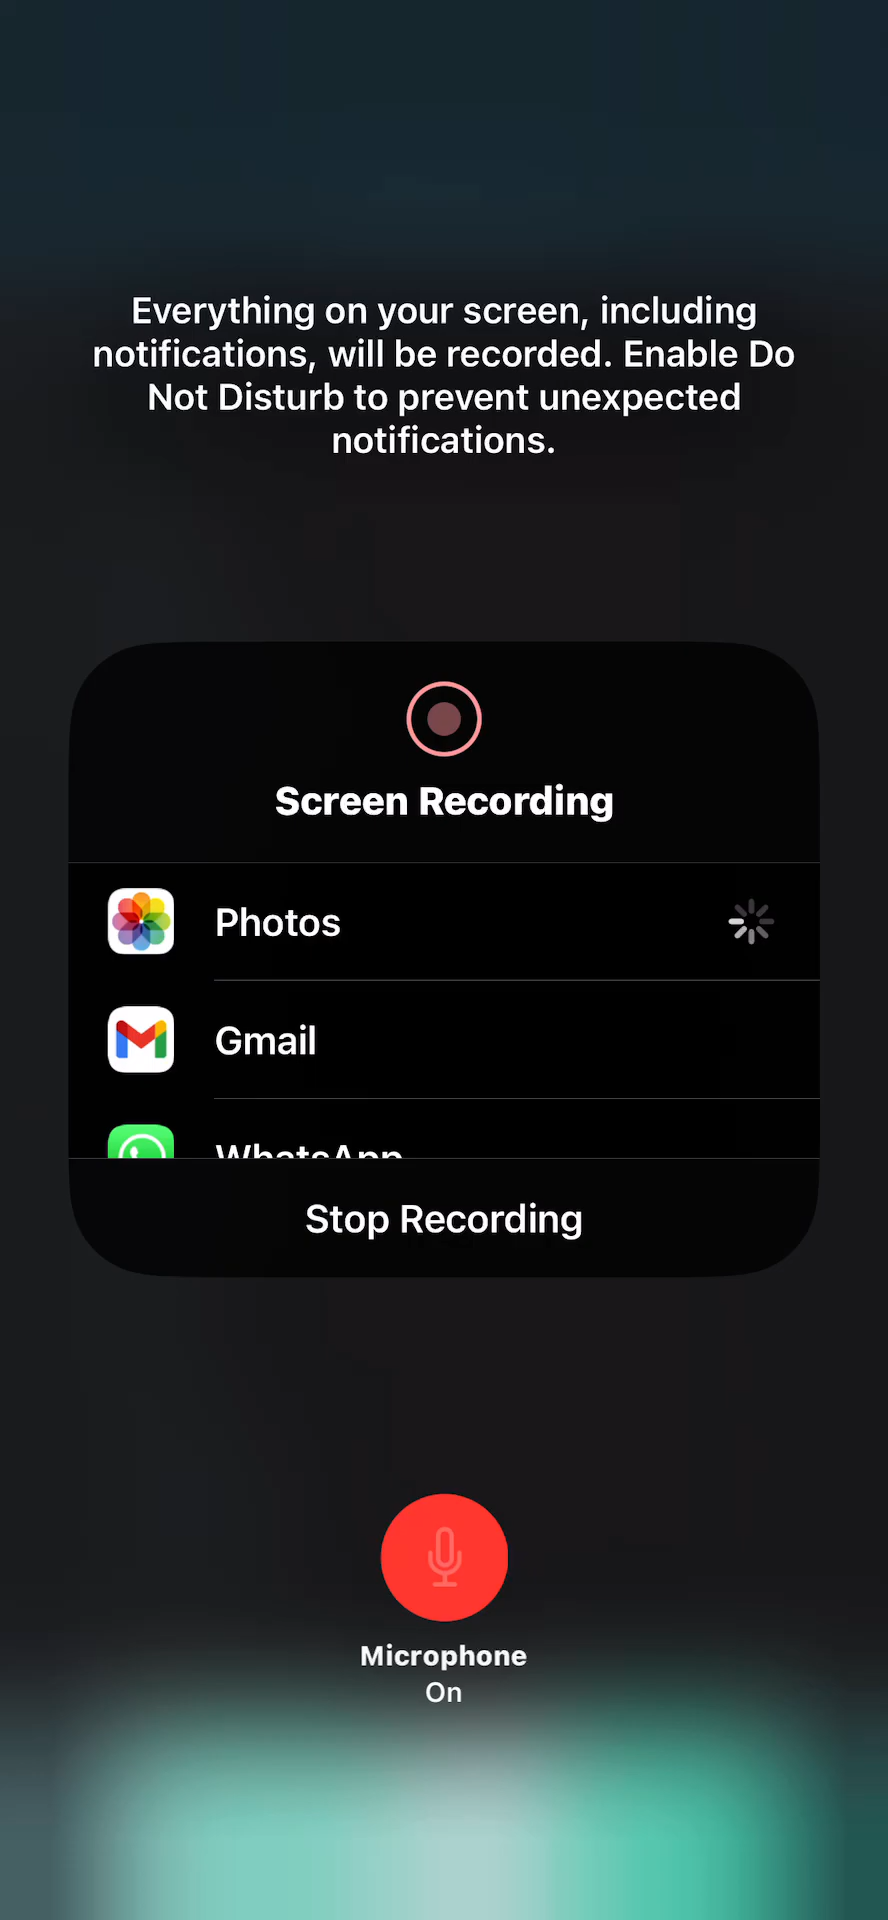 Everything on your screen, including
notifications, will be recorded. Enable Do
Not Disturb to prevent unexpected
notifications.
Screen Recording
Photos
Gmail
WhatsApp
Stop Recording
Microphone
On